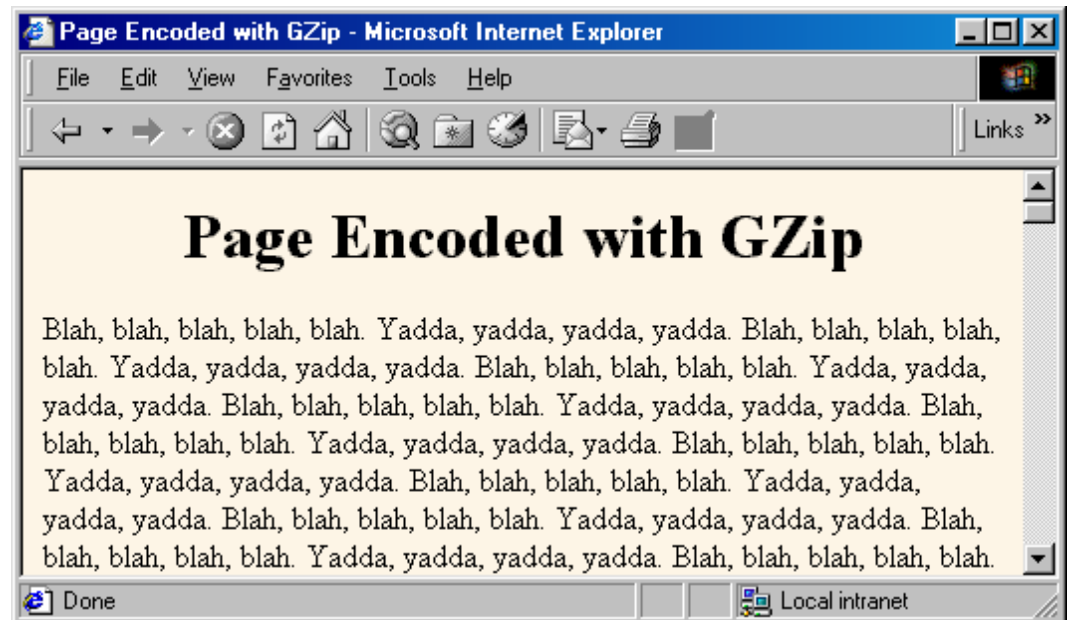 Page Encoded with GZip - Microsoft Internet Explorer
File Edit View Favorites Tools Help
Links »
Page Encoded with GZip
Blah, blah, blah, blah, blah. Yadda, yadda, yadda, yadda. Blah, blah, blah, blah,
blah. Yadda, yadda, yadda, yadda. Blah, blah, blah, blah, blah. Yadda, yadda,
yadda, yadda. Blah, blah, blah, blah, blah. Yadda, yadda, yadda, yadda. Blah,
blah, blah, blah, blah. Yadda, yadda, yadda, yadda. Blah, blah, blah, blah, blah.
Yadda, yadda, yadda, yadda. Blah, blah, blah, blah, blah. Yadda, yadda,
yadda, yadda. Blah, blah, blah, blah, blah. Yadda, yadda, yadda, yadda. Blah,
blah, blah, blah, blah. Yadda, yadda, yadda, yadda. Blah, blah, blah, blah, blah.
Done Local intranet